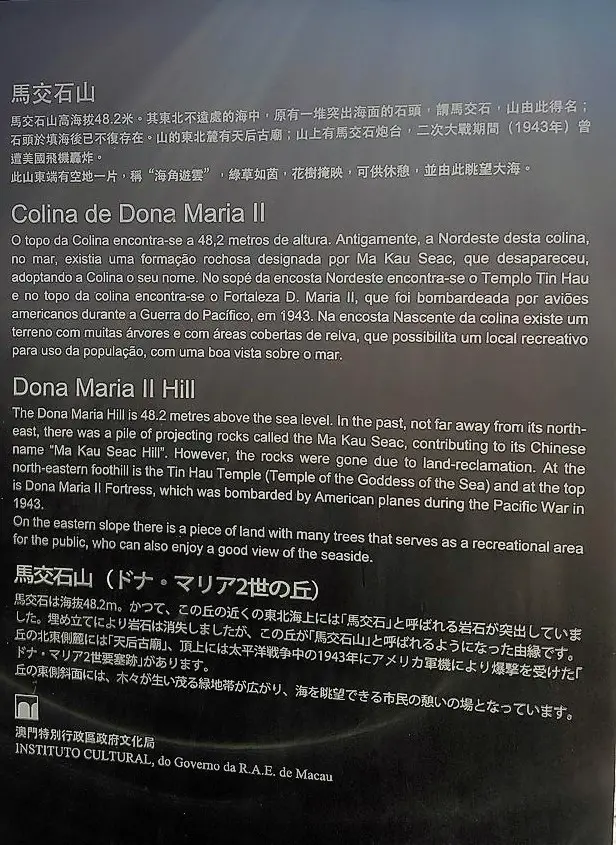 馬交石山
馬交石山高海拔48.2米。其東北不遠處的海中，原有一堆突出海面的石頭，謂馬交石，山由此得名；
石頭於填海後已不復存在。山的東北麓有天后古廟；山上有馬交石炮台，二次大戰期間（1943年）曾
遭美國飛機轟炸。
此山東端有空地一片，稱“海角遊雲”，綠草如茵，花樹掩映，可供休憩，並由此眺望大海。
Colina de Dona Maria II
O topo da Colina encontra-se a 48,2 metros de altura. Antigamente, a Nordeste desta colina,
no mar, existia uma formação rochosa designada por Ma Kau Seac, que desapareceu,
adoptando a Colina o seu nome. No sopé da encosta Nordeste encontra-se o Templo Tin Hau
e no topo da colina encontra-se o Fortaleza D. Maria II, que foi bombardeada por aviões
americanos durante a Guerra do Pacífico, em 1943. Na encosta Nascente da colina existe um
terreno com muitas árvores e com áreas cobertas de relva, que possibilita um local recreativo
para uso da população, com uma boa vista sobre o mar.
Dona Maria II Hill
The Dona Maria Hill is 48.2 metres above the sea level. In the past, not far away from its north-
east, there was a pile of projecting rocks called the Ma Kau Seac, contributing to its Chinese
name "Ma Kau Seac Hill". However, the rocks were gone due to land-reclamation. At the
north-eastern foothill is the Tin Hau Temple (Temple of the Goddess of the Sea) and at the top
is Dona Maria II Fortress, which was bombarded by American planes during the Pacific War in
1943.
On the eastern slope there is a piece of land with many trees that serves as a recreational area
for the public, who can also enjoy a good view of the seaside.
馬交石山（ドナ・マリア2世の丘）
馬交石は海抜48.2m。かつて、この丘の近くの東北海上には「馬交石」と呼ばれる岩石が突出していま
した。埋め立てにより岩石は消失しましたが、この丘が「馬交石山」と呼ばれるようになった由縁です。
丘の北東側麓には「天后古廟」、頂上には太平洋戦争中の1943年にアメリカ軍機により爆撃を受けた「
ドナ・マリア2世要塞跡」があります。
丘の東側斜面には、木々が生い茂る緑地帯が広がり、海を眺望できる市民の憩いの場となっています。
澳門特別行政區政府文化局
INSTITUTO CULTURAL, do Governo da R.A.E. de Macau